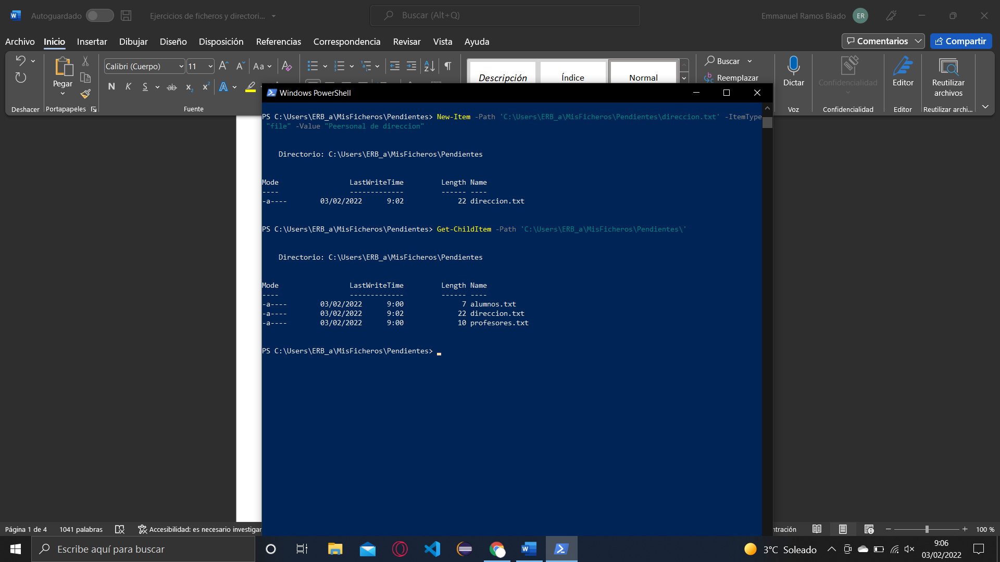 Autoguardado
Ejercicios de ficheros y directori...
Buscar (Alt+Q)
Emmanuel Ramos Biado
ER
Archivo Inicio Insertar Dibujar Diseño Disposición Referencias Correspondencia Revisar Vista Ayuda
Comentarios
Compartir
Pegar
Calibri (Cuerpo) 11
Aa
N K S ab x₂ x² A
Descripción
Índice
Normal
Buscar
Reemplazar
Dictar
Confidencialidad
Editor
Reutilizar
archivos
Deshacer
Portapapeles
Fuente
Voz
Confidencialidad
Editor
Reutilizar archi...
Windows PowerShell
PS C:\Users\ERB_a\MisFicheros\Pendientes> New-Item -Path 'C:\Users\ERB_a\MisFicheros\Pendientes\direccion.txt' -ItemType
"file" -Value "Peersonal de direccion"
Directorio: C:\Users\ERB_a\MisFicheros\Pendientes
Mode LastWriteTime Length Name
---- ------------- ------ ----
-a---- 03/02/2022 9:02 22 direccion.txt
PS C:\Users\ERB_a\MisFicheros\Pendientes> Get-ChildItem -Path 'C:\Users\ERB_a\MisFicheros\Pendientes\'
Directorio: C:\Users\ERB_a\MisFicheros\Pendientes
Mode LastWriteTime Length Name
---- ------------- ------ ----
-a---- 03/02/2022 9:00 7 alumnos.txt
-a---- 03/02/2022 9:02 22 direccion.txt
-a---- 03/02/2022 9:00 10 profesores.txt
PS C:\Users\ERB_a\MisFicheros\Pendientes>
Página 1 de 4
1041 palabras
Accesibilidad: es necesario investigar
ntración
100 %
Escribe aquí para buscar
3°C Soleado
9:06
03/02/2022